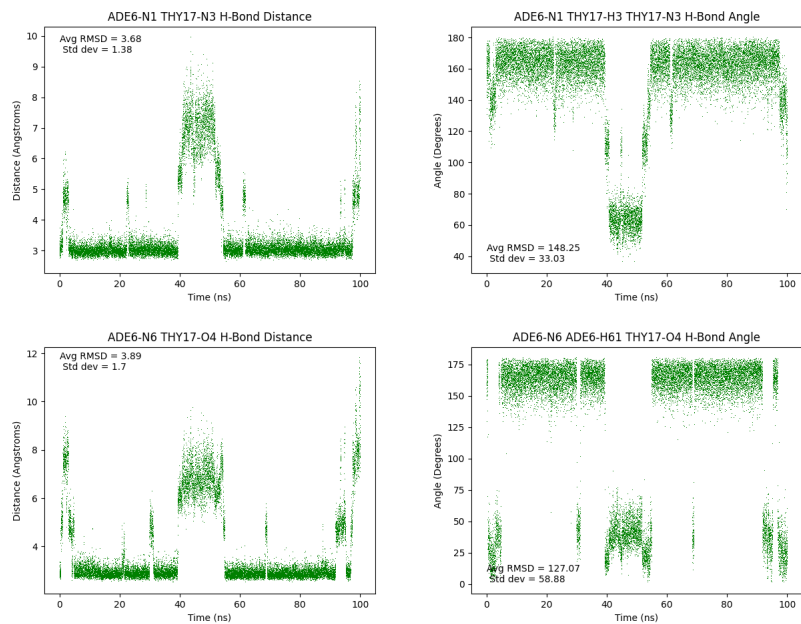 ADE6-N1 THY17-N3 H-Bond Distance
Avg RMSD = 3.68
Std dev = 1.38
Distance (Angstroms)
10
9
8
7
6
5
4
3
0 20 40 60 80 100
Time (ns)
ADE6-N1 THY17-H3 THY17-N3 H-Bond Angle
Angle (Degrees)
180
160
140
120
100
80
60
40
Avg RMSD = 148.25
Std dev = 33.03
0 20 40 60 80 100
Time (ns)
ADE6-N6 THY17-O4 H-Bond Distance
Avg RMSD = 3.89
Std dev = 1.7
Distance (Angstroms)
12
10
8
6
4
0 20 40 60 80 100
Time (ns)
ADE6-N6 ADE6-H61 THY17-O4 H-Bond Angle
Angle (Degrees)
175
150
125
100
75
50
25
0
Avg RMSD = 127.07
Std dev = 58.88
0 20 40 60 80 100
Time (ns)